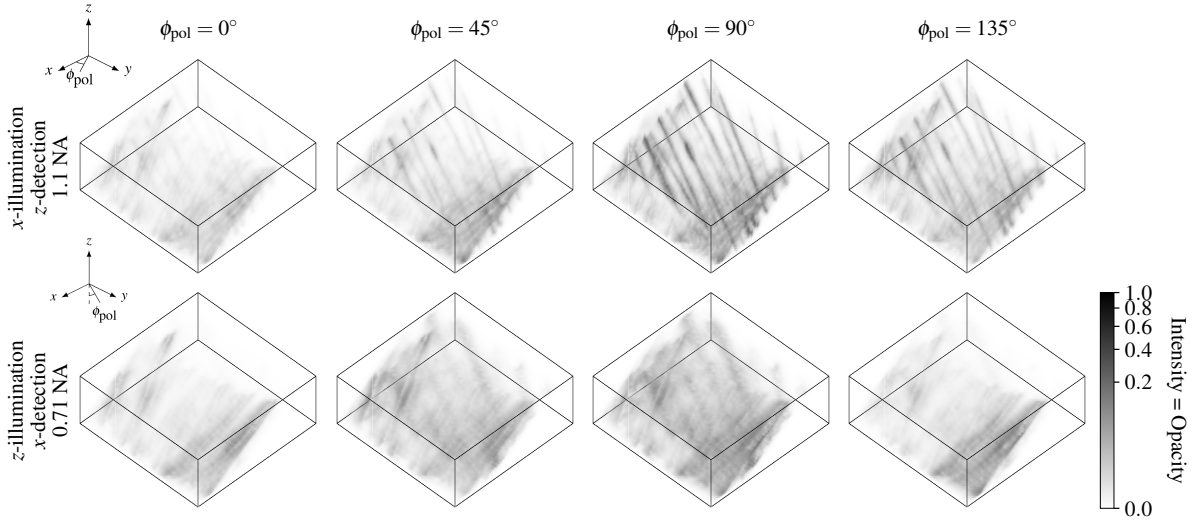 ϕpol = 0° ϕpol = 45° ϕpol = 90° ϕpol = 135°
z
x
y
ϕpol
x-illumination
z-detection
1.1 NA
z
x
y
ϕpol
z-illumination
x-detection
0.71 NA
1.0
0.8
0.6
0.4
0.2
0.0
Intensity = Opacity